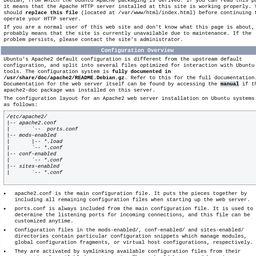 it means that the Apache HTTP server installed at this site is working properly. Y
should replace this file (located at /var/www/html/index.html) before continuing
operate your HTTP server.
If you are a normal user of this web site and don't know what this page is about,
probably means that the site is currently unavailable due to maintenance. If the
problem persists, please contact the site's administrator.
Configuration Overview
Ubuntu's Apache2 default configuration is different from the upstream default
configuration, and split into several files optimized for interaction with Ubuntu
tools. The configuration system is fully documented in
/usr/share/doc/apache2/README.Debian.gz. Refer to this for the full documentation.
Documentation for the web server itself can be found by accessing the manual if th
apache2-doc package was installed on this server.
The configuration layout for an Apache2 web server installation on Ubuntu systems
as follows:
/etc/apache2/
|-- apache2.conf
|       `--  ports.conf
|-- mods-enabled
|       |-- *.load
|       `-- *.conf
|-- conf-enabled
|       `-- *.conf
|-- sites-enabled
|       `-- *.conf
• apache2.conf is the main configuration file. It puts the pieces together by
including all remaining configuration files when starting up the web server.
• ports.conf is always included from the main configuration file. It is used to
determine the listening ports for incoming connections, and this file can be
customized anytime.
• Configuration files in the mods-enabled/, conf-enabled/ and sites-enabled/
directories contain particular configuration snippets which manage modules,
global configuration fragments, or virtual host configurations, respectively.
• They are activated by symlinking available configuration files from their